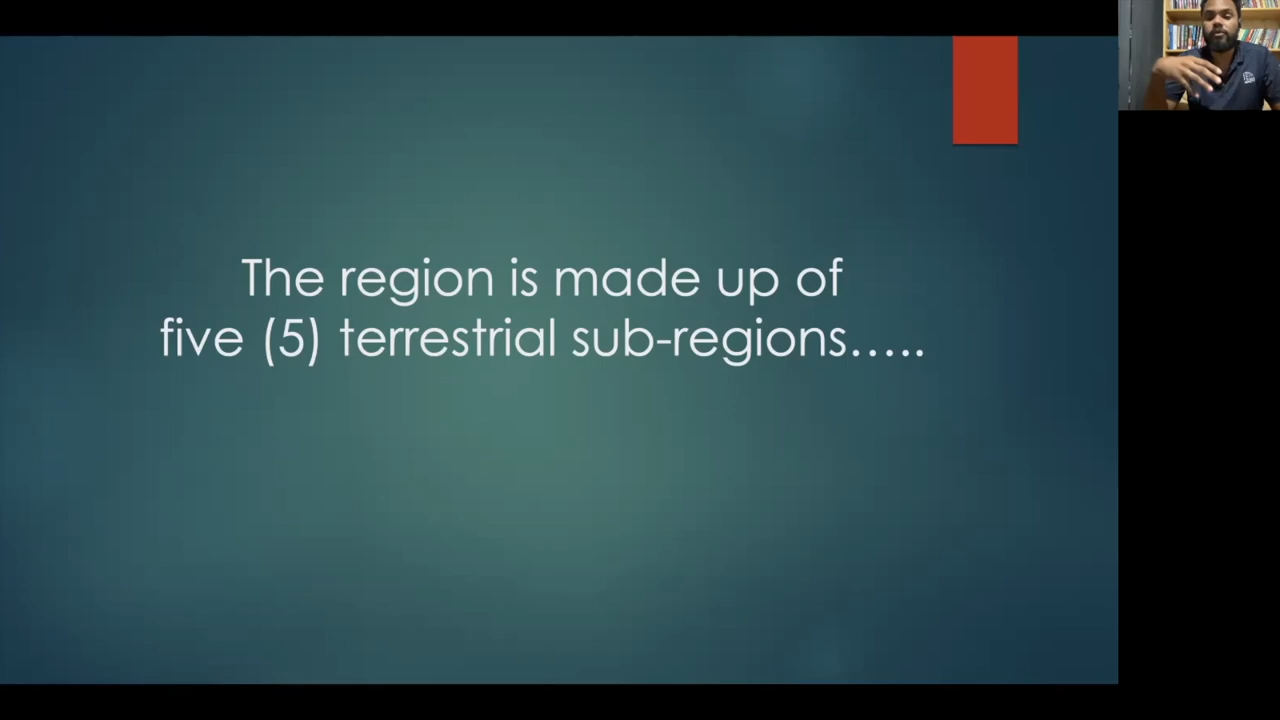 The region is made up of
five (5) terrestrial sub-regions…..